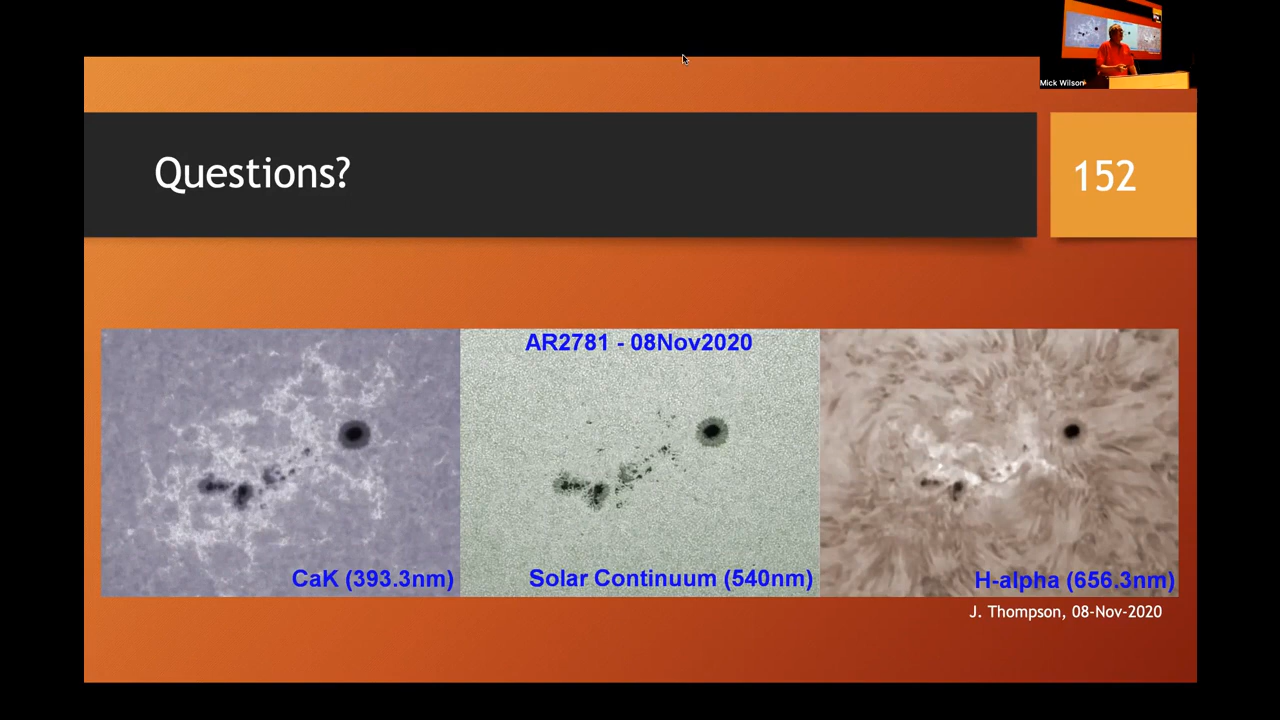 Mick Wilson
Questions?
152
AR2781 - 08Nov2020
CaK (393.3nm)
Solar Continuum (540nm)
H-alpha (656.3nm)
J. Thompson, 08-Nov-2020